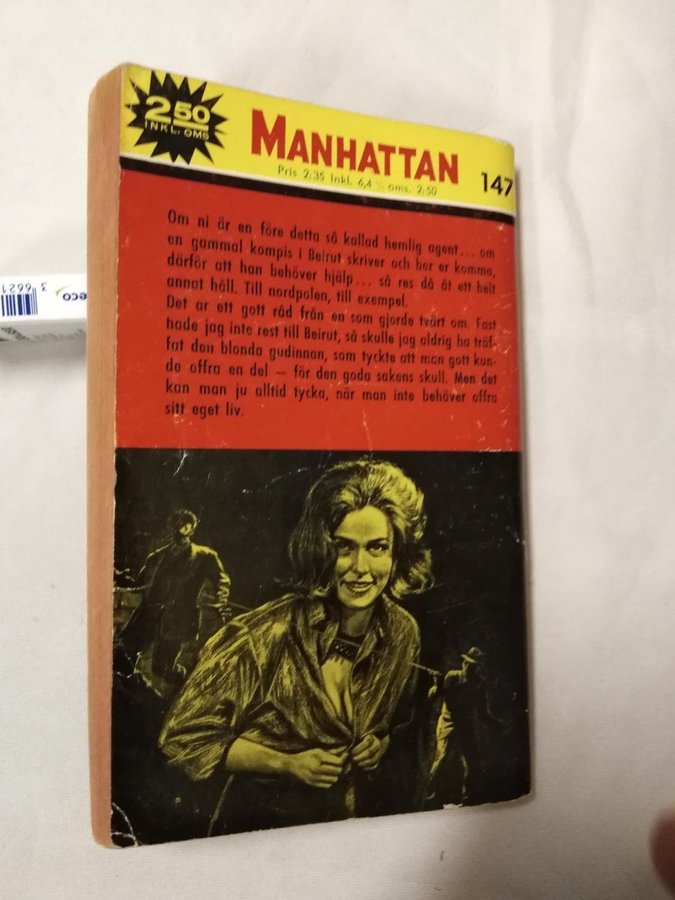 2.50
INKL. OMS
MANHATTAN
Pris 2:35 Inkl. 6,4 % oms. 2:50
147
Om ni är en före detta så kallad hemlig agent... om
en gammal kompis i Beirut skriver och ber er komma,
därför att han behöver hjälp... så res då åt ett helt
annat håll. Till nordpolen, till exempel.
Det ar ett gott råd från en som gjorde tvärt om. Fast
hade jag inte rest till Beirut, så skulle jag aldrig ha träf-
fat den blonda gudinnan, som tyckte att man gott kun-
de offra en del — för den goda sakens skull. Men det
kan man ju alltid tycka, när man inte behöver offra
sitt eget liv.
3 6621
eco